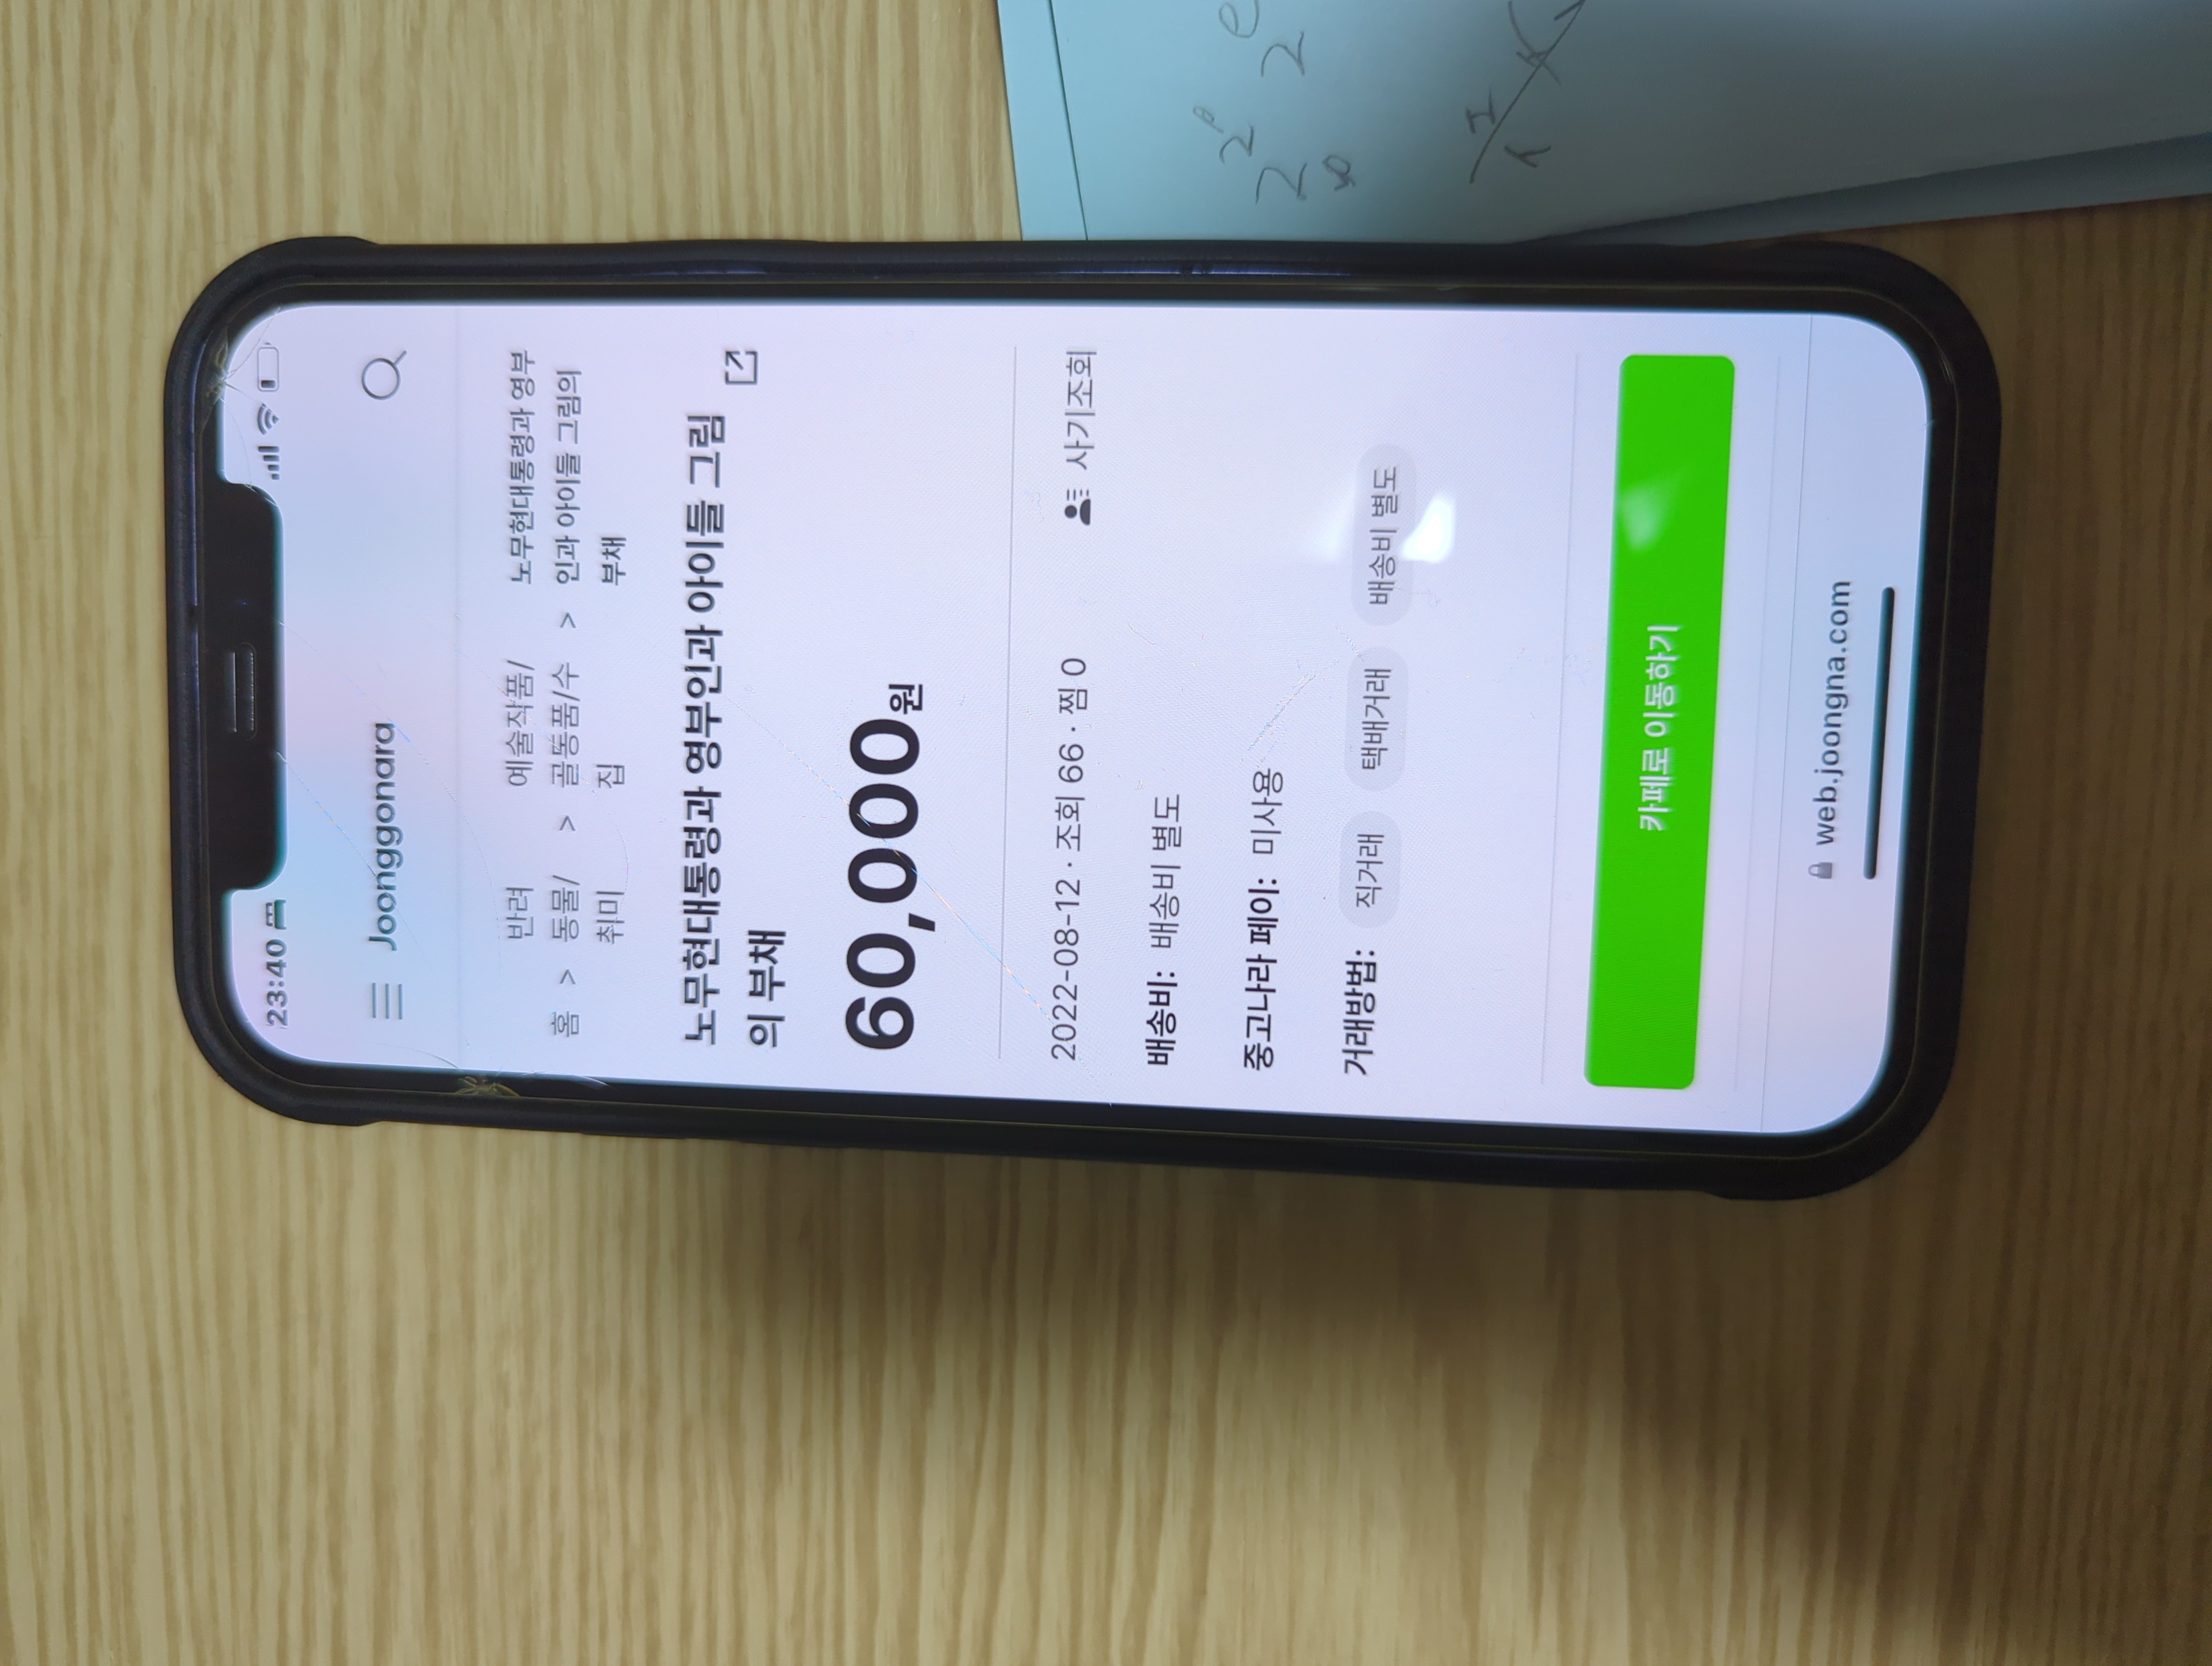 23:40
Joonggonara
홈 > 반려동물/취미 > 예술작품/골동품/수집 > 노무현대통령과 영부인과 아이들 그림의 부채
노무현대통령과 영부인과 아이들 그림
의 부채
60,000원
2022-08-12 · 조회 66 · 찜 0
사기조회
배송비: 배송비 별도
중고나라 페이: 미사용
거래방법: 직거래 택배거래 배송비 별도
카페로 이동하기
web.joongna.com